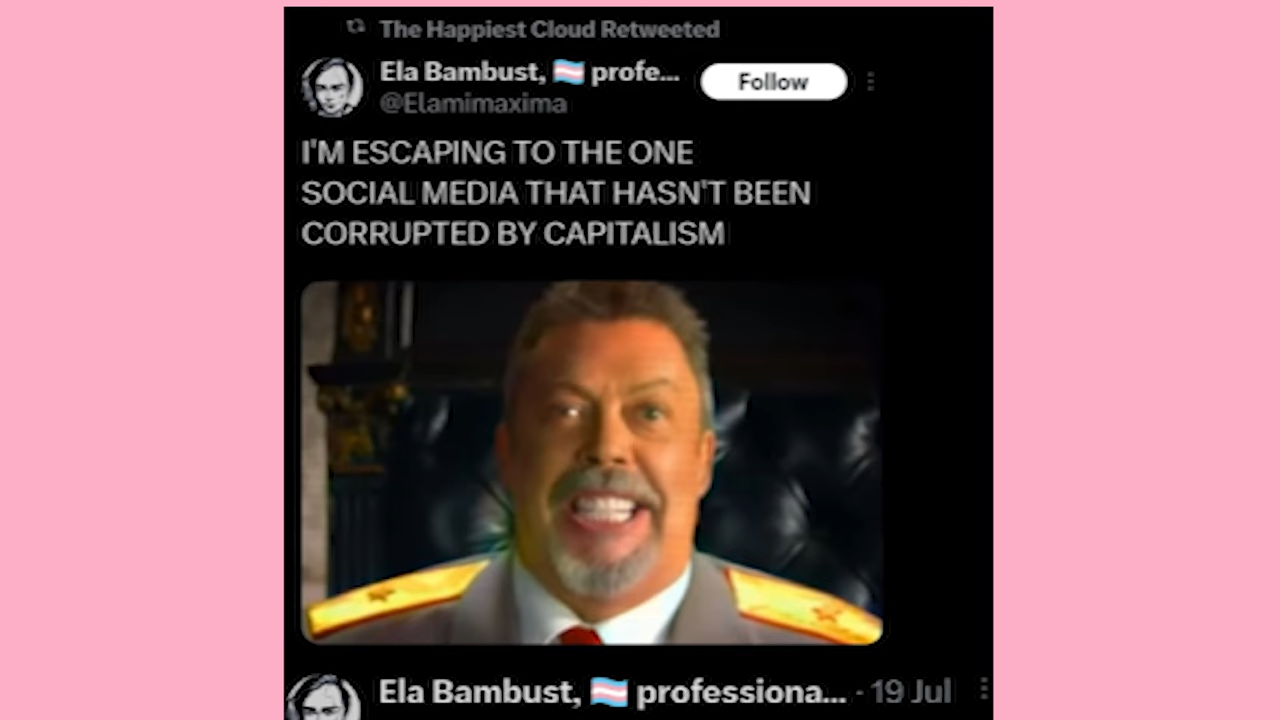 The Happiest Cloud Retweeted
Ela Bambust, 🏳️‍⚧️ profe...
Follow
@Elamimaxima
I'M ESCAPING TO THE ONE
SOCIAL MEDIA THAT HASN'T BEEN
CORRUPTED BY CAPITALISM
Ela Bambust, 🏳️‍⚧️ professiona... · 19 Jul